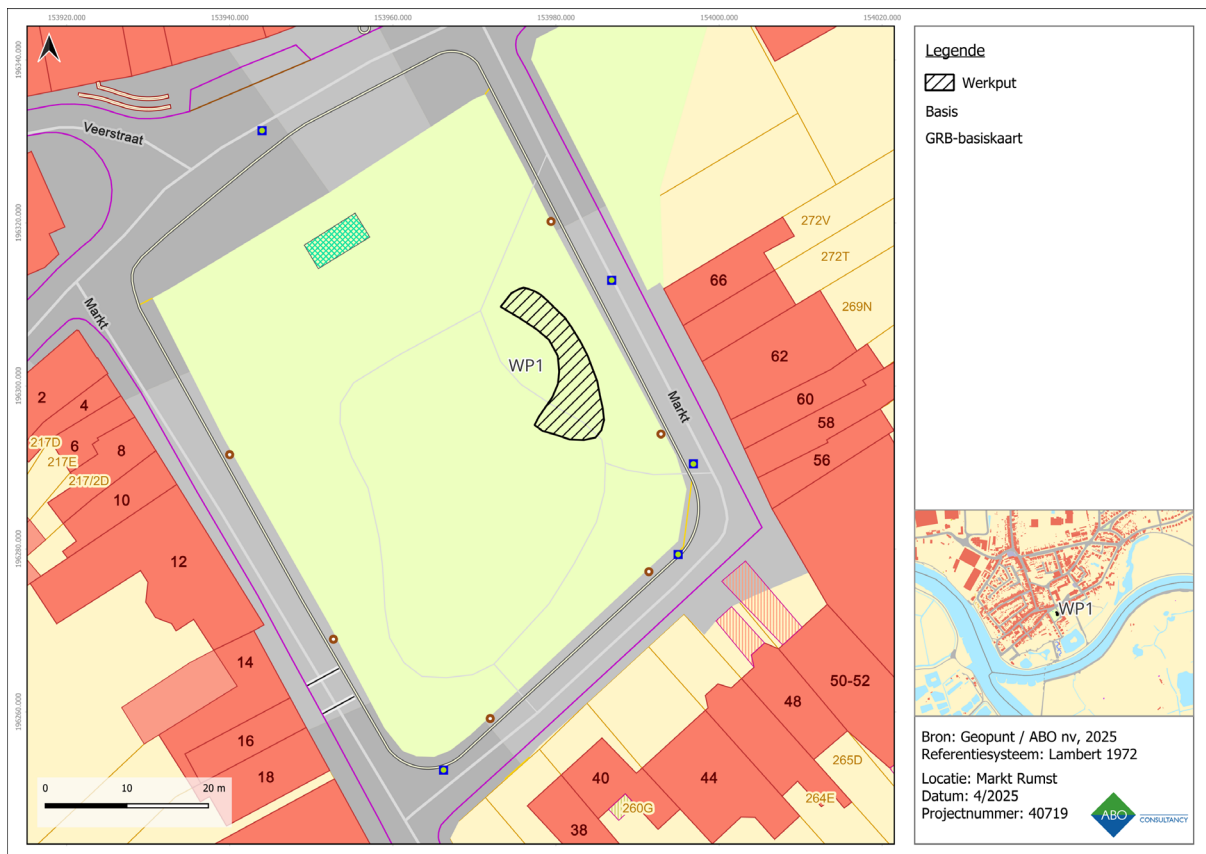 153920.000
153940.000
153960.000
153980.000
154000.000
154020.000
196340.000
196320.000
196300.000
196280.000
196260.000
Veerstraat
Markt
Markt
WP1
272V
272T
269N
66
62
60
58
56
2
4
6
8
10
12
14
16
18
217D
217E
217/2D
50-52
48
44
40
38
265D
264E
260G
0 10 20 m
Legende
Werkput
Basis
GRB-basiskaart
WP1
Bron: Geopunt / ABO nv, 2025
Referentiesysteem: Lambert 1972
Locatie: Markt Rumst
Datum: 4/2025
Projectnummer: 40719
ABO
CONSULTANCY